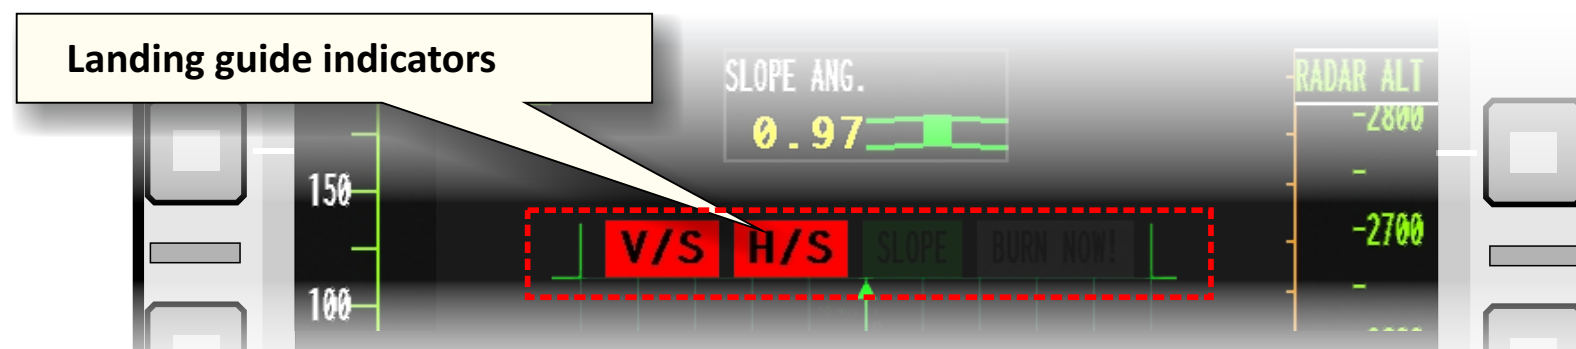 Landing guide indicators
SLOPE ANG.
0.97
RADAR ALT
-2800
150
V/S H/S SLOPE BURN NOW!
-2700
100